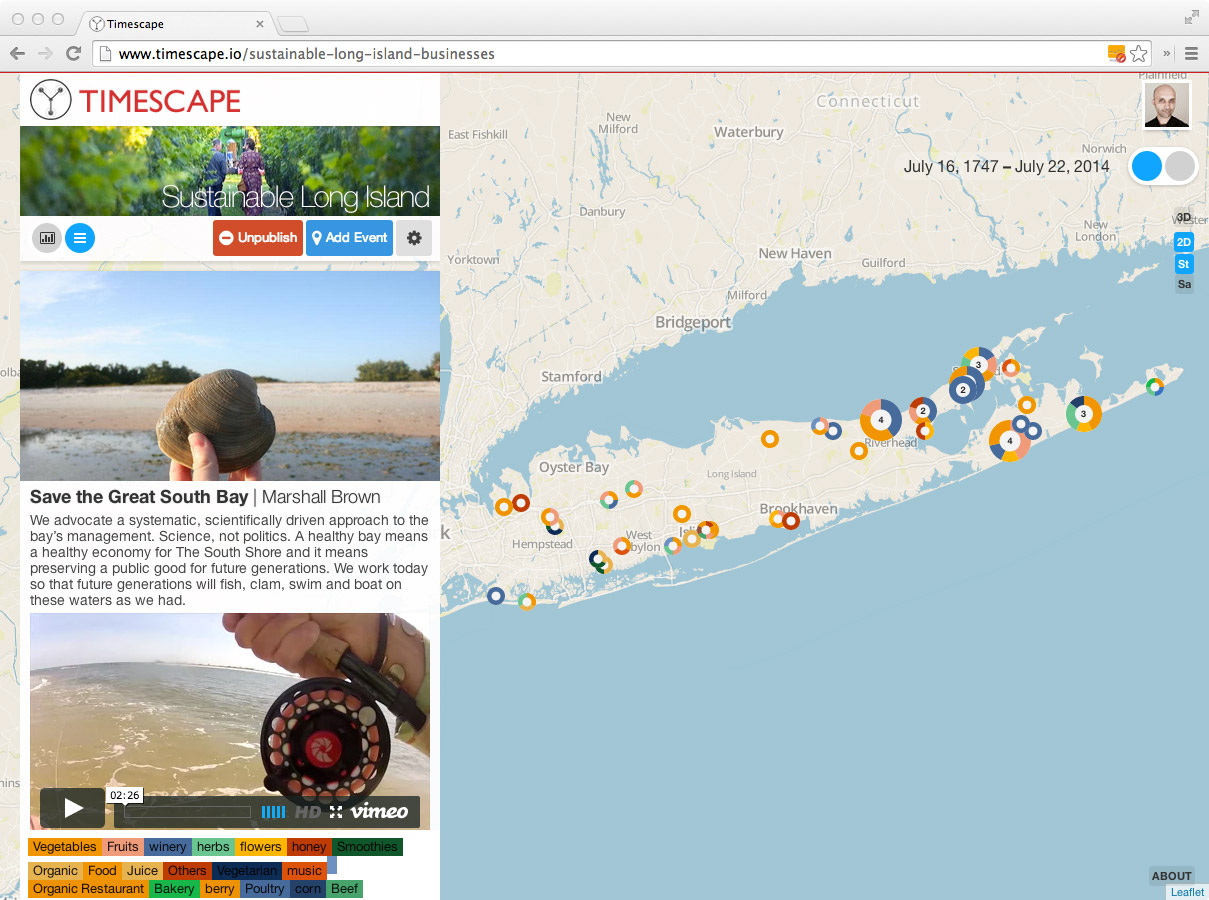 Timescape
www.timescape.io/sustainable-long-island-businesses
TIMESCAPE
Sustainable Long Island
Unpublish
Add Event
Save the Great South Bay | Marshall Brown
We advocate a systematic, scientifically driven approach to the
bay's management. Science, not politics. A healthy bay means
a healthy economy for The South Shore and it means
preserving a public good for future generations. We work today
so that future generations will fish, clam, swim and boat on
these waters as we had.
02:26
HD
vimeo
Vegetables Fruits winery herbs flowers honey Smoothies
Organic Food Juice Others Vegetarian music
Organic Restaurant Bakery berry Poultry corn Beef
Plainfield
Connecticut
East Fishkill
New
Milford
Waterbury
Norwich
July 16, 1747 – July 22, 2014
Danbury
3D
New
London
2D
St
Sa
Yorktown
New Haven
Guilford
Milford
Bridgeport
Stamford
3
2
2
4
3
4
Riverhead
Oyster Bay
Long Island
Brookhaven
Hempstead
West
k
ABOUT
Leaflet